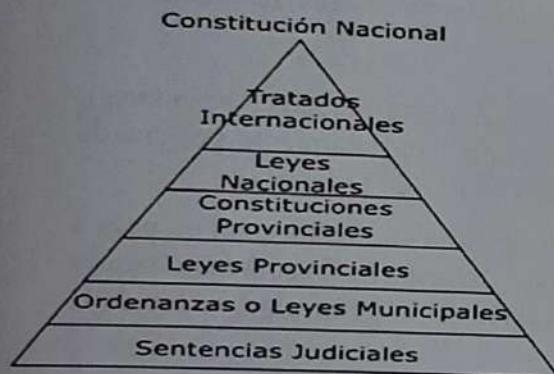 Constitución Nacional
Tratados
Internacionales
Leyes
Nacionales
Constituciones
Provinciales
Leyes Provinciales
Ordenanzas o Leyes Municipales
Sentencias Judiciales